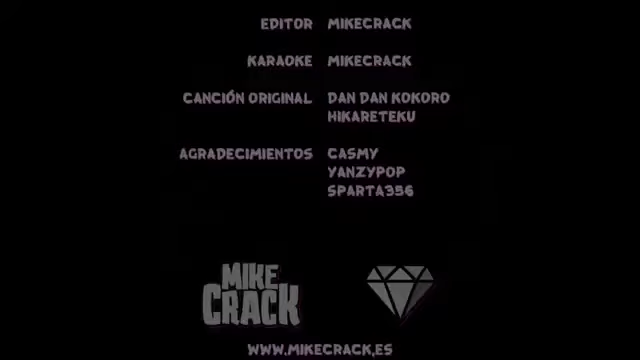 EDITOR MIKECRACK
KARAOKE MIKECRACK
CANCIÓN ORIGINAL DAN DAN KOKORO
HIKARETEKU
AGRADECIMIENTOS CASMY
YANZYPOP
SPARTA356
MIKE
CRACK
WWW.MIKECRACK.ES